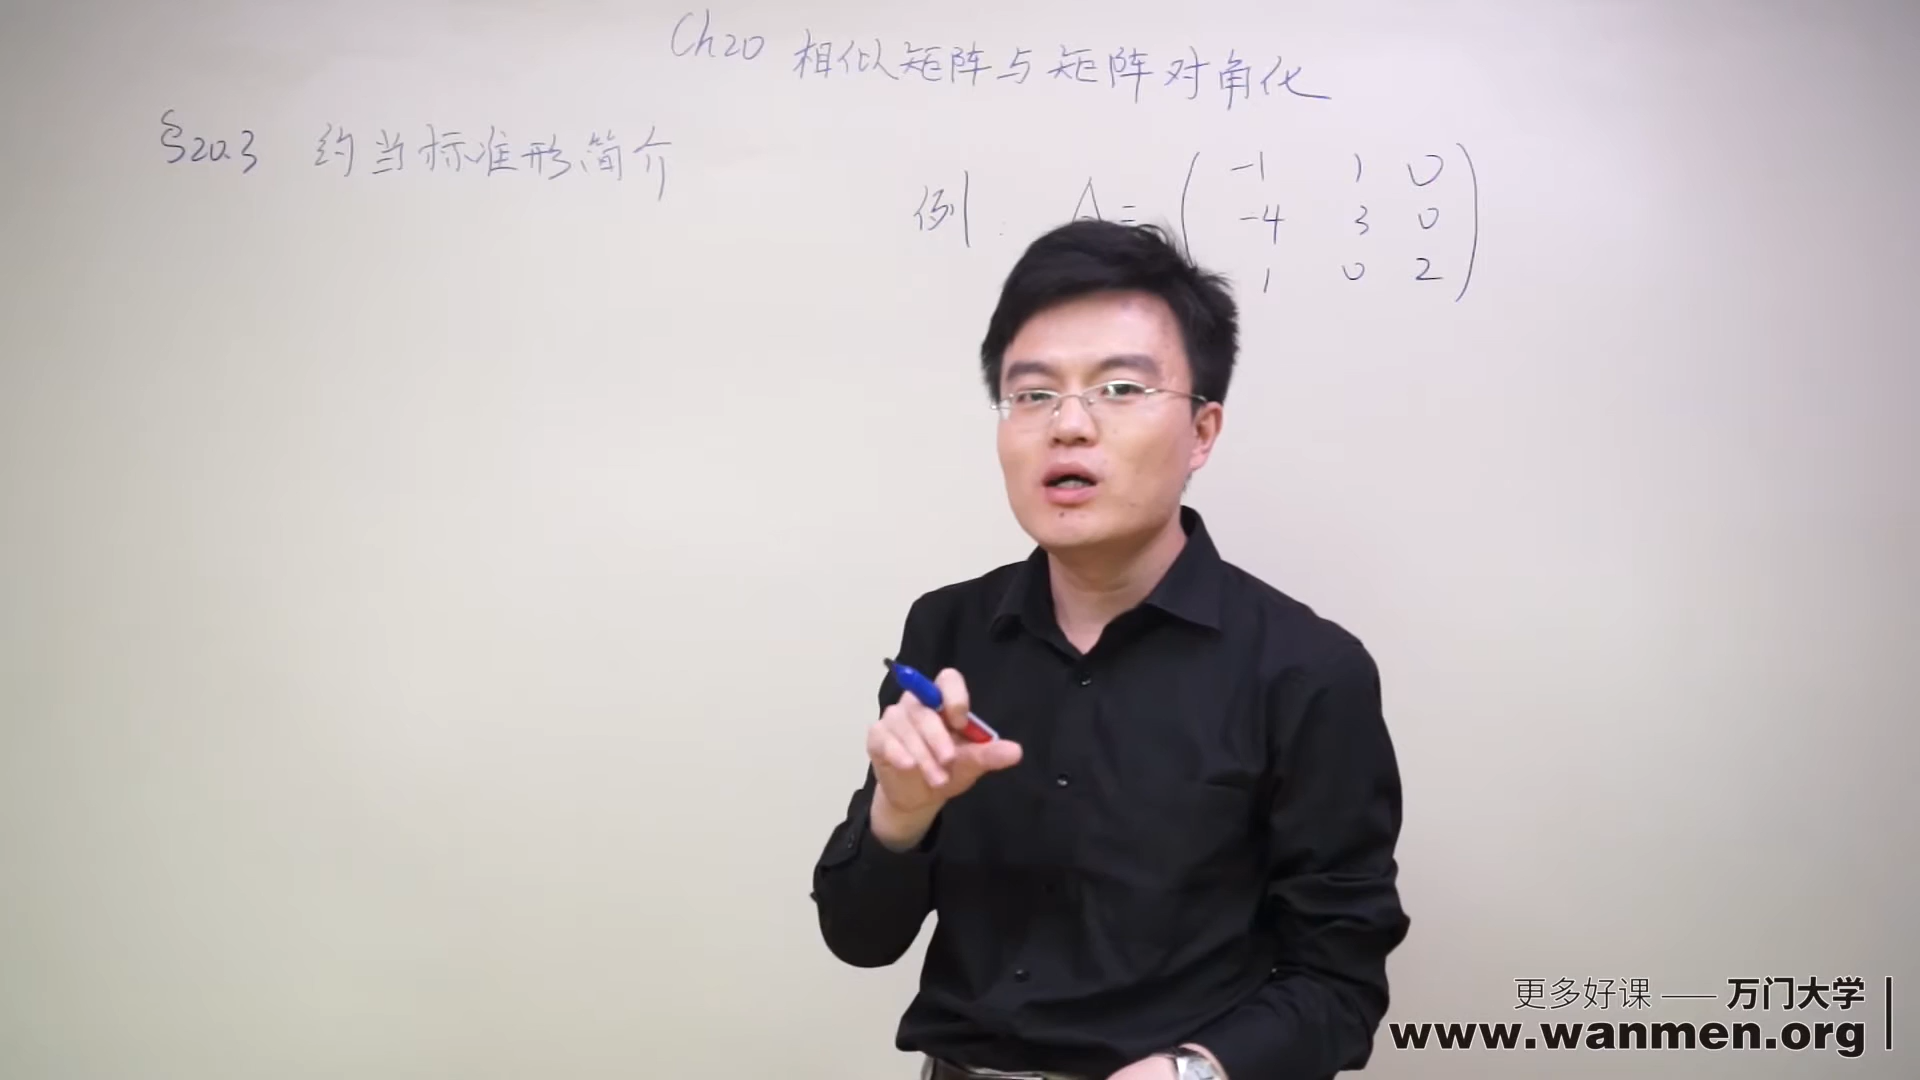 Ch20 相似矩阵与矩阵对角化
§20.3 约当标准形简介
例: A = ( -1 1 0
-4 3 0
1 0 2 )
更多好课 —— 万门大学
www.wanmen.org